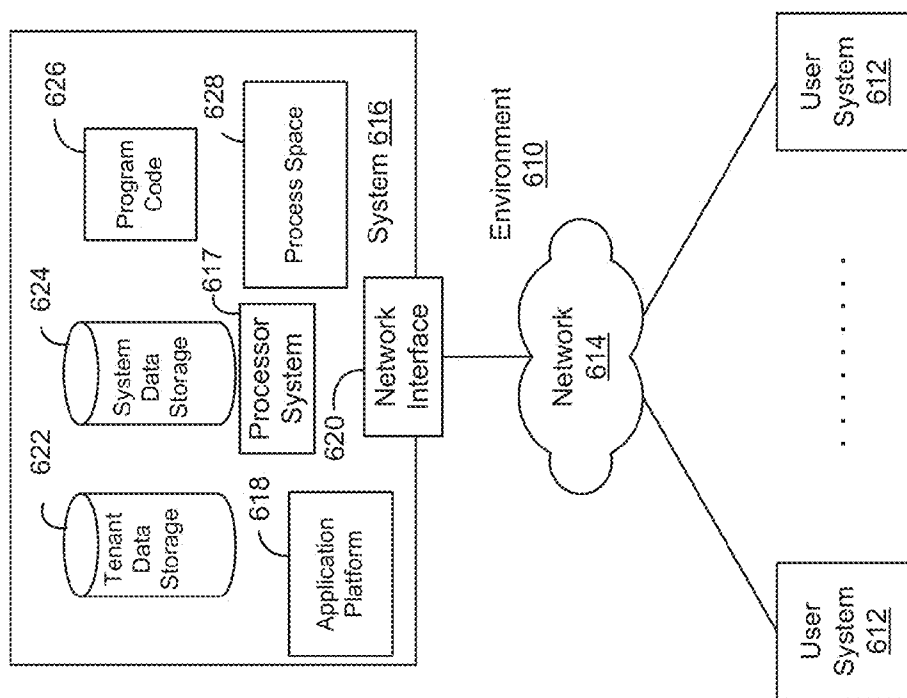 622
Tenant
Data
Storage
624
System
Data
Storage
626
Program
Code
618
Application
Platform
617
Processor
System
628
Process Space
620
Network
Interface
System 616
Environment
610
Network
614
User
System
612
. . . . . . . . .
User
System
612